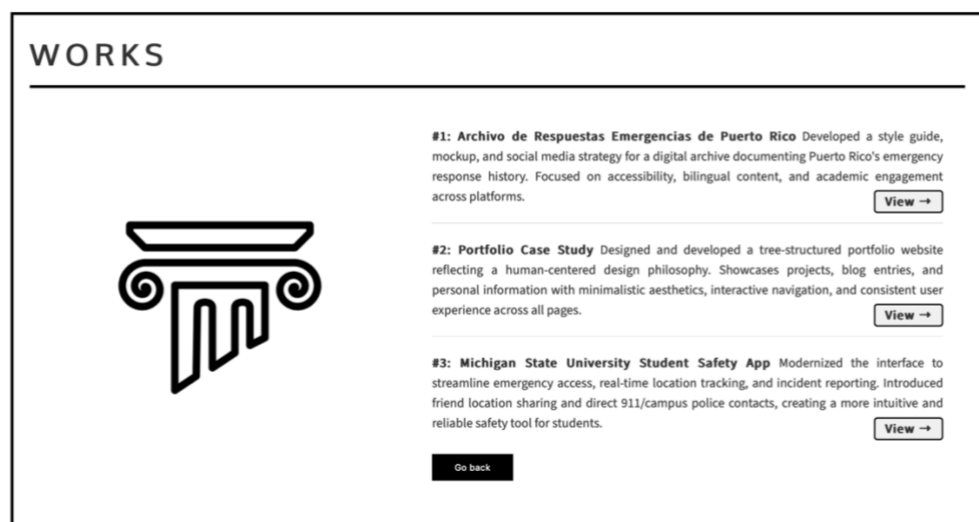 WORKS
#1: Archivo de Respuestas Emergencias de Puerto Rico Developed a style guide,
mockup, and social media strategy for a digital archive documenting Puerto Rico's emergency
response history. Focused on accessibility, bilingual content, and academic engagement
across platforms.
View →
#2: Portfolio Case Study Designed and developed a tree-structured portfolio website
reflecting a human-centered design philosophy. Showcases projects, blog entries, and
personal information with minimalistic aesthetics, interactive navigation, and consistent user
experience across all pages.
View →
#3: Michigan State University Student Safety App Modernized the interface to
streamline emergency access, real-time location tracking, and incident reporting. Introduced
friend location sharing and direct 911/campus police contacts, creating a more intuitive and
reliable safety tool for students.
View →
Go back